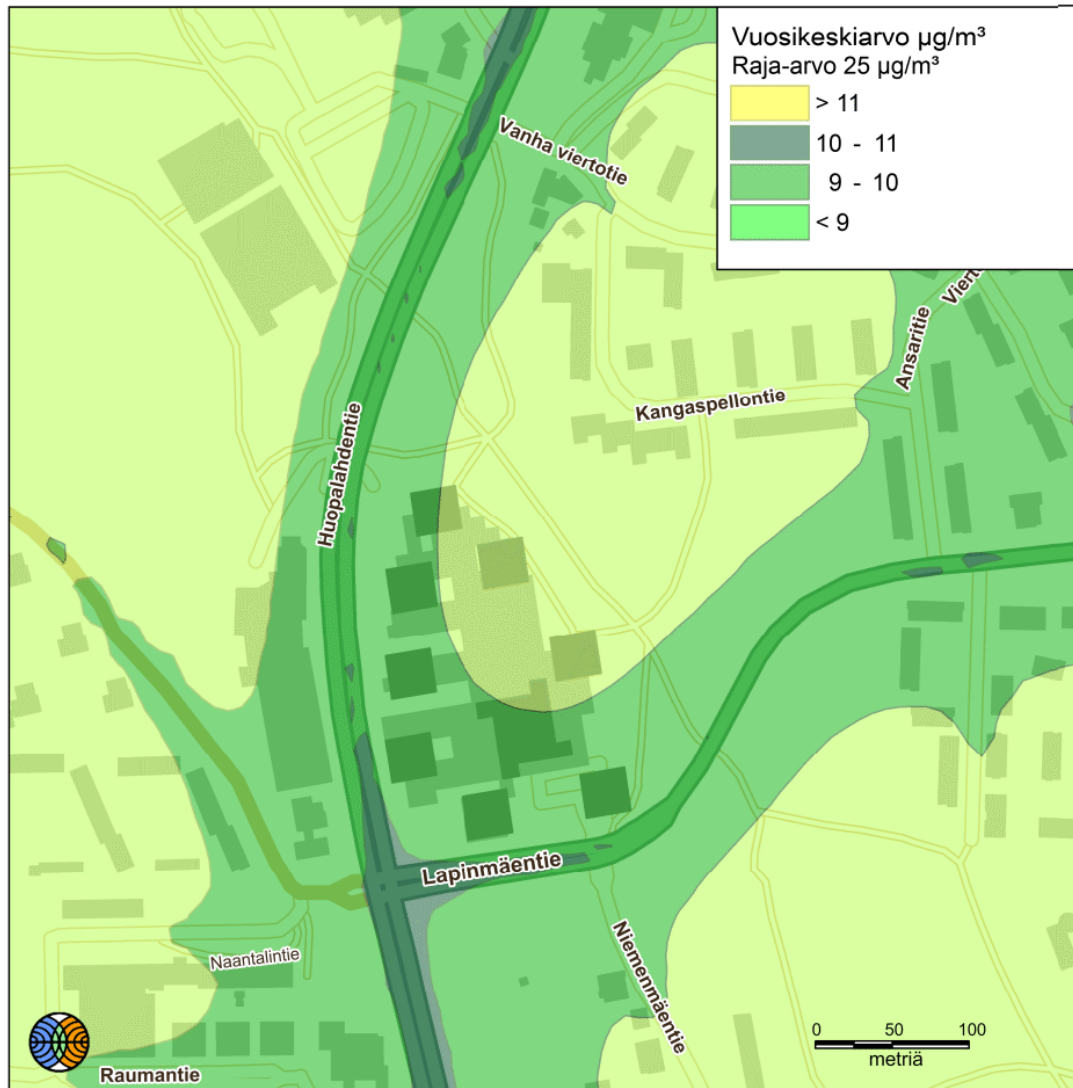 Vuosikeskiarvo µg/m³
Raja-arvo 25 µg/m³
> 11
10 - 11
9 - 10
< 9
Vanha viertotie
Ansaritie
Kangaspellontie
Huopalahdentie
Lapinmäentie
Niemenmäentie
Naantalintie
Raumantie
0 50 100
metriä